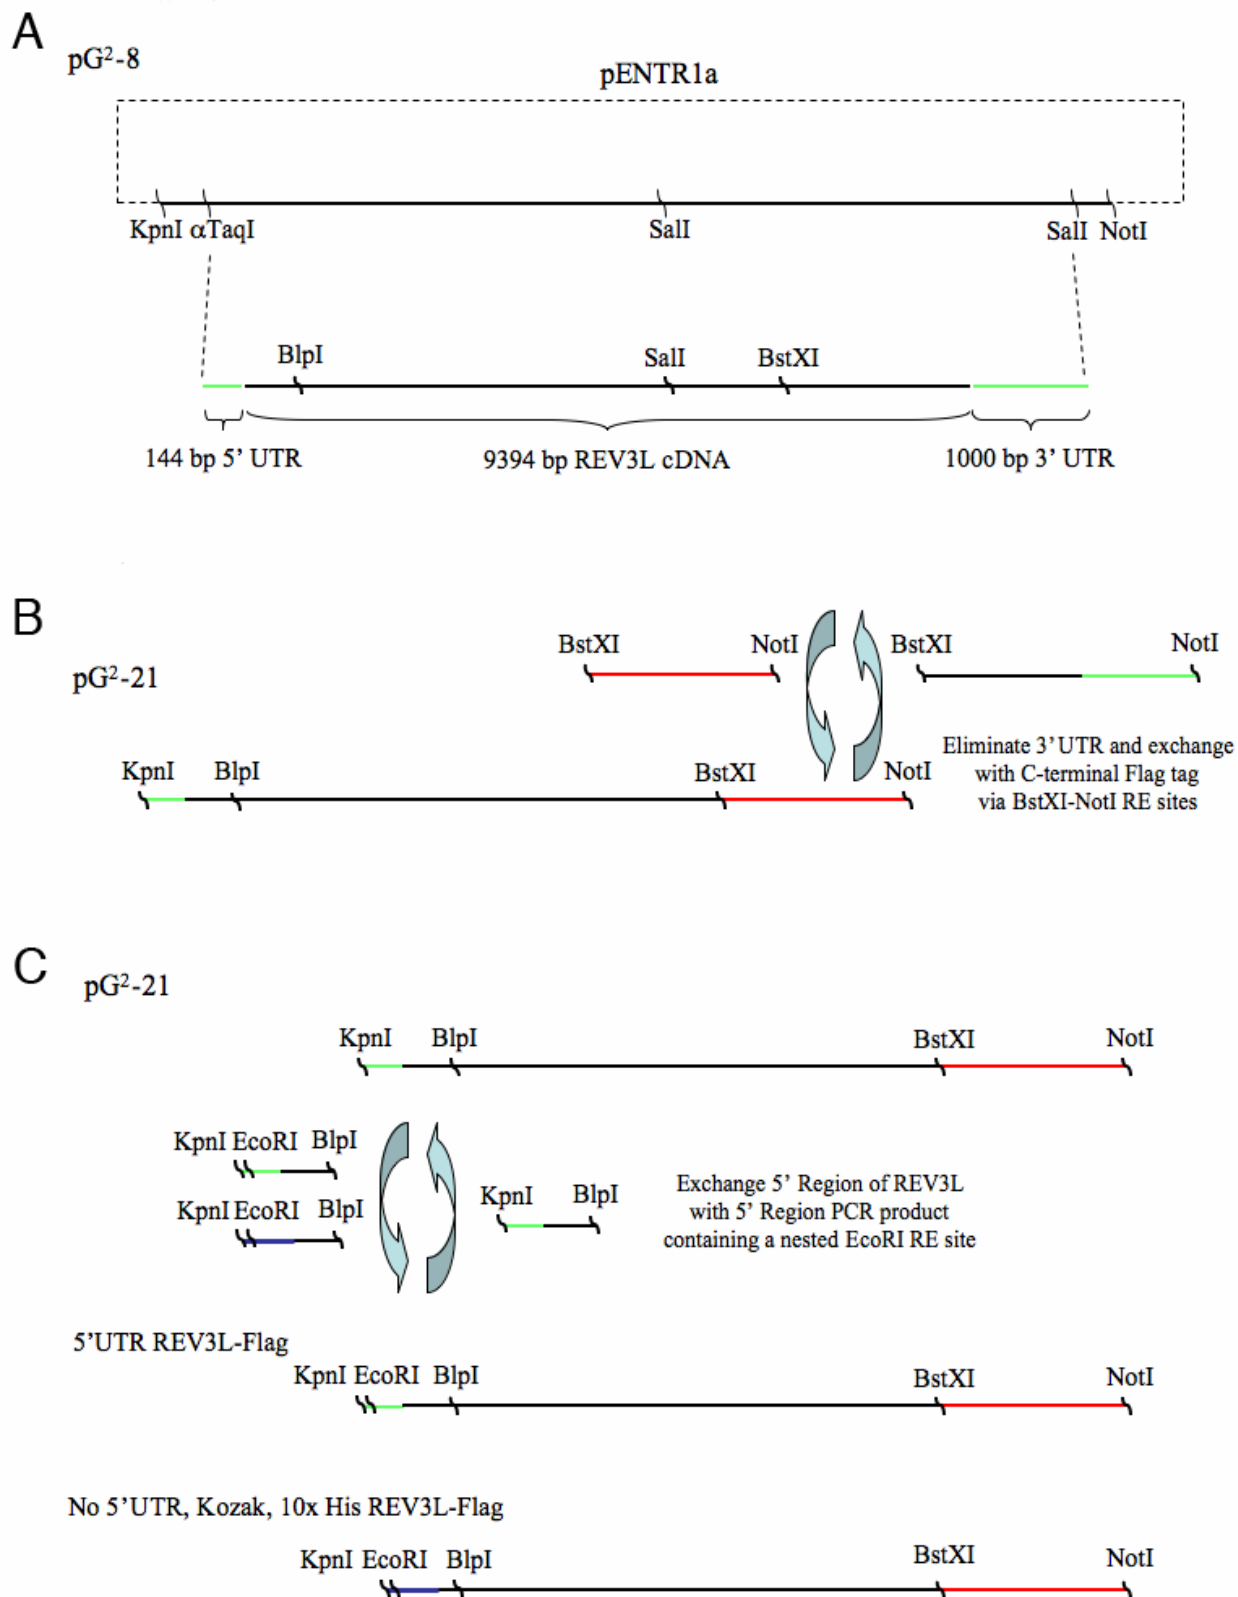 A
pG²-8
pENTR1a
KpnI αTaqI SalI SalI NotI
BlpI SalI BstXI
144 bp 5’ UTR 9394 bp REV3L cDNA 1000 bp 3’ UTR
B
pG²-21
BstXI NotI BstXI NotI
KpnI BlpI BstXI NotI
Eliminate 3’UTR and exchange
with C-terminal Flag tag
via BstXI-NotI RE sites
C
pG²-21
KpnI BlpI BstXI NotI
KpnI EcoRI BlpI
KpnI EcoRI BlpI
KpnI BlpI
Exchange 5’ Region of REV3L
with 5’ Region PCR product
containing a nested EcoRI RE site
5’UTR REV3L-Flag
KpnI EcoRI BlpI BstXI NotI
No 5’UTR, Kozak, 10x His REV3L-Flag
KpnI EcoRI BlpI BstXI NotI